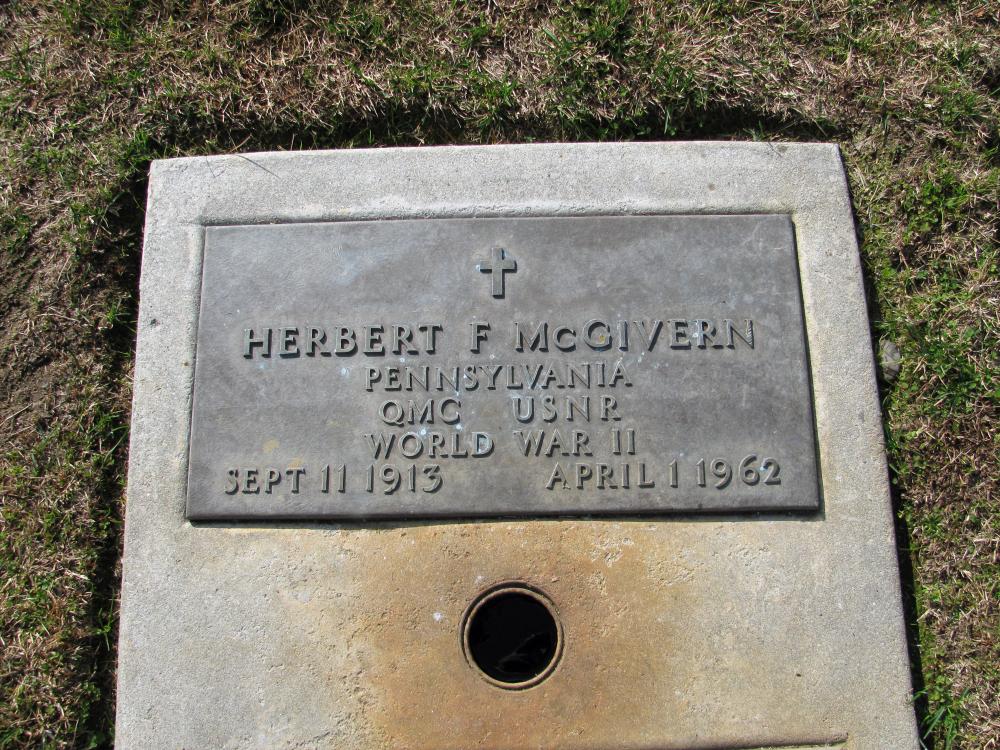 HERBERT F McGIVERN
PENNSYLVANIA
QMC USNR
WORLD WAR II
SEPT 11 1913 APRIL 1 1962